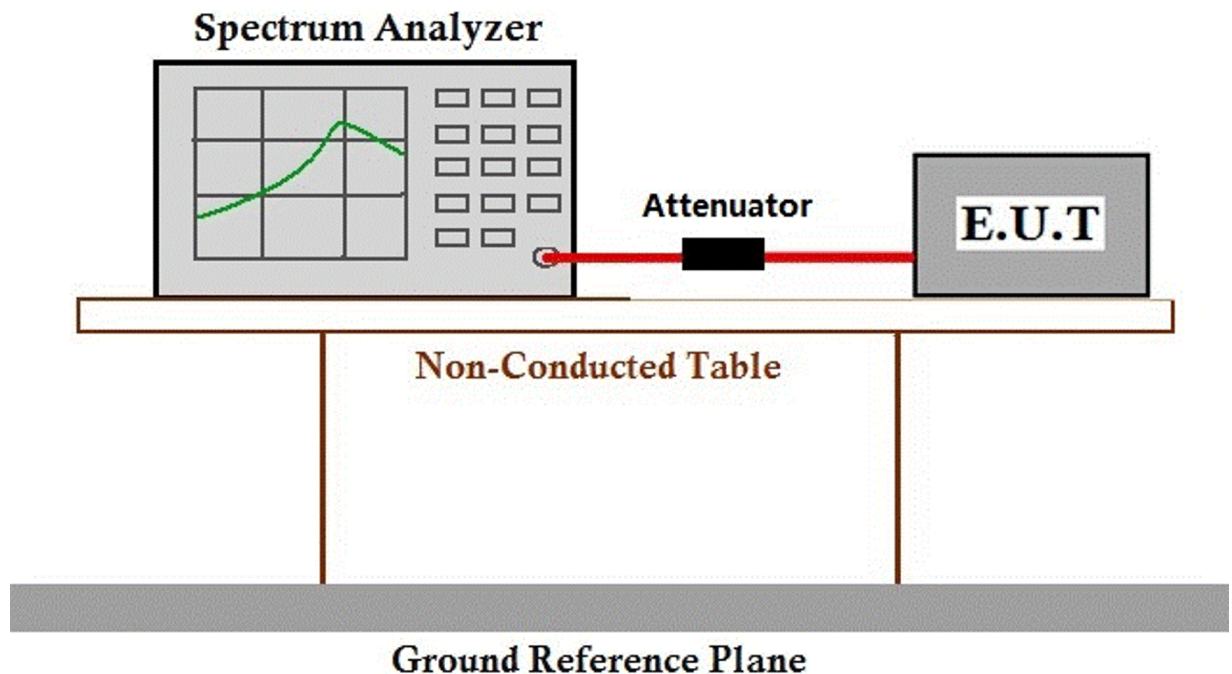 Spectrum Analyzer
Attenuator
E.U.T
Non-Conducted Table
Ground Reference Plane